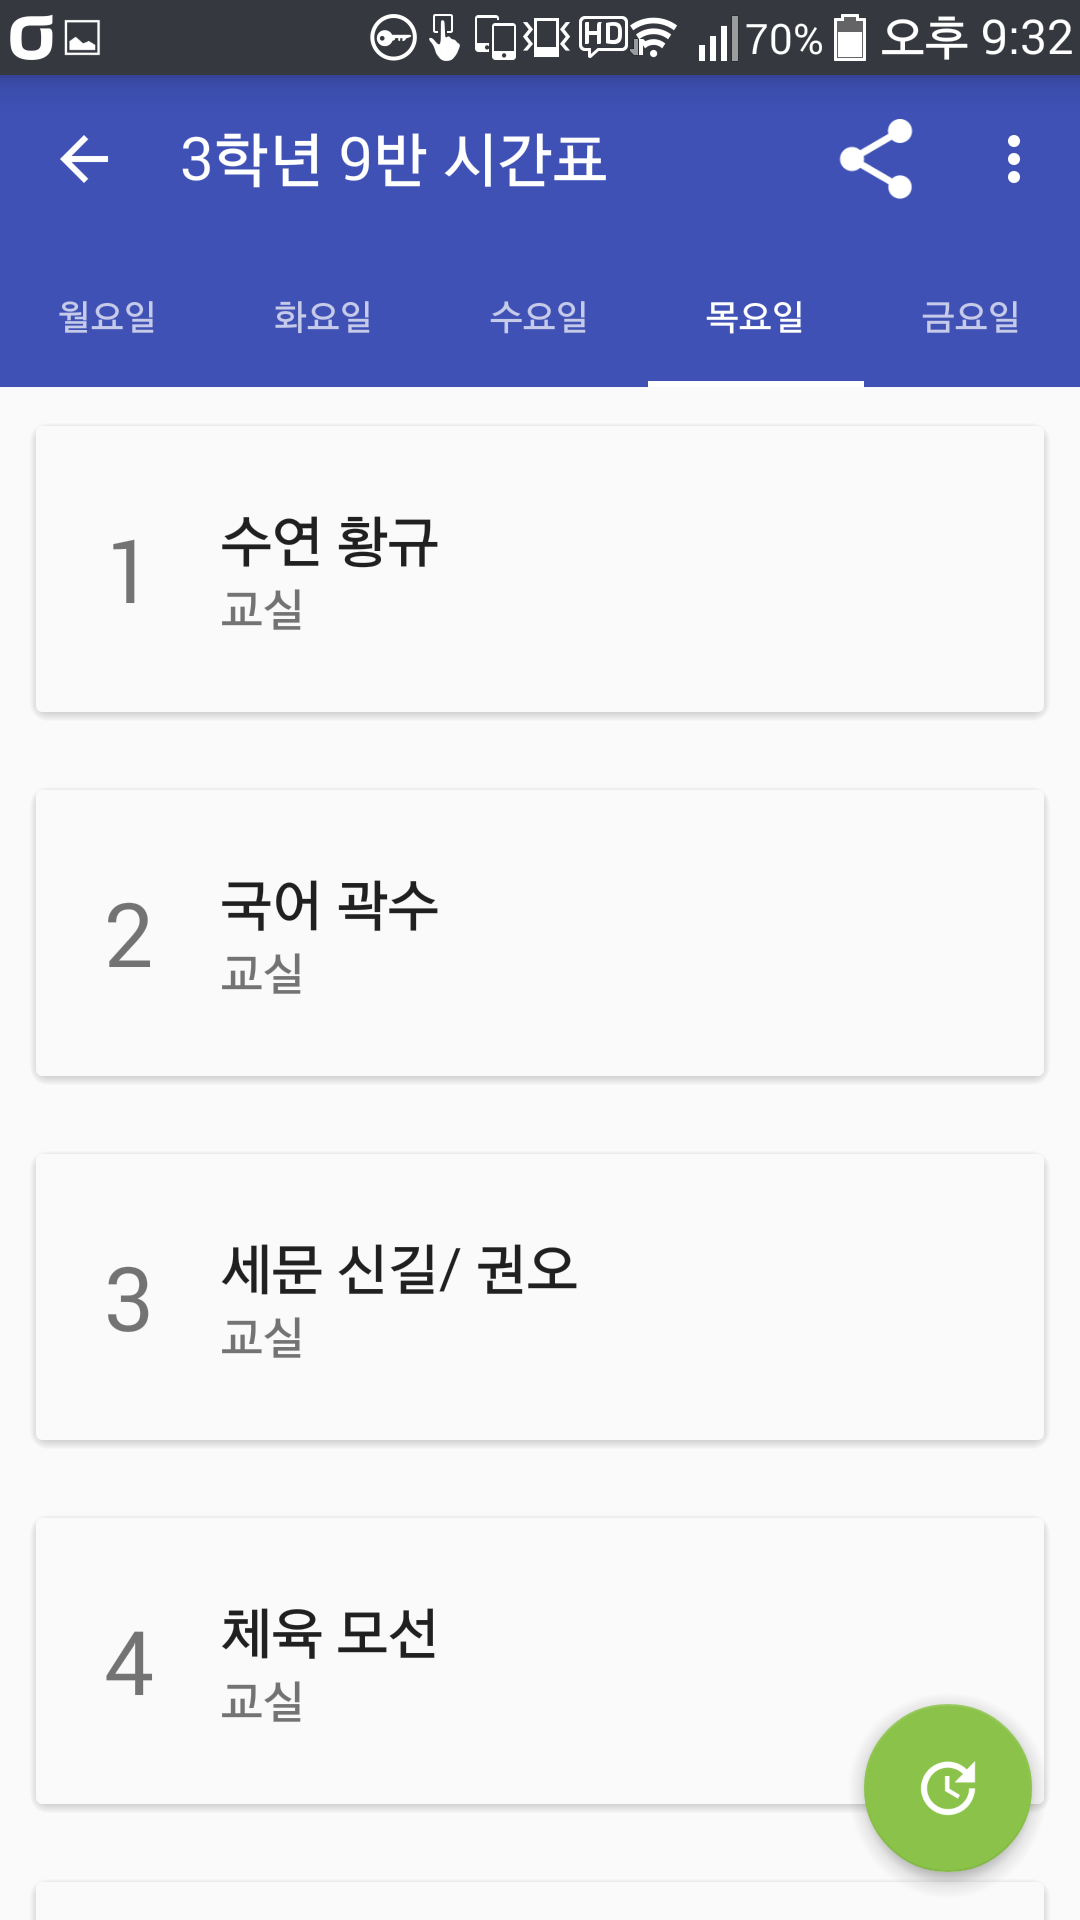 HD 70% 오후 9:32
3학년 9반 시간표
월요일 화요일 수요일 목요일 금요일
1
수연 황규
교실
2
국어 곽수
교실
3
세문 신길/ 권오
교실
4
체육 모선
교실